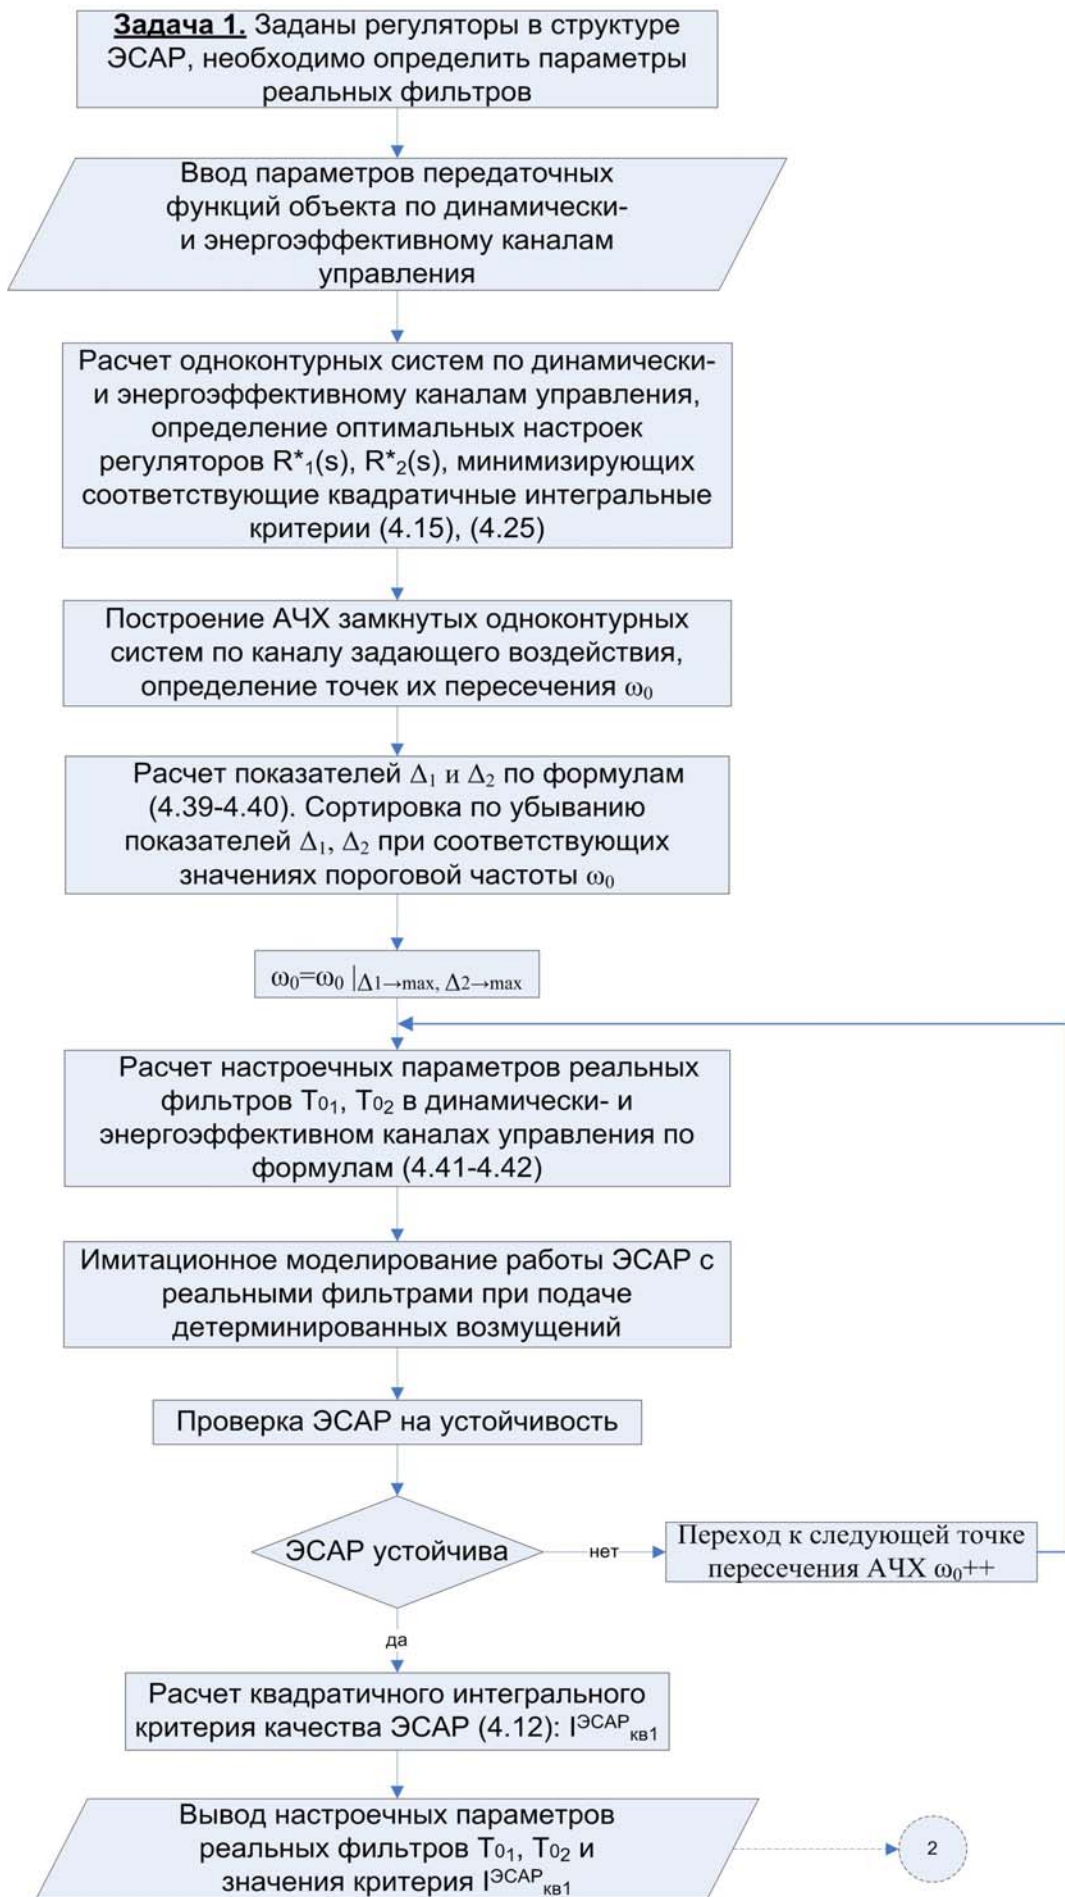 Задача 1. Заданы регуляторы в структуре
ЭСАР, необходимо определить параметры
реальных фильтров
Ввод параметров передаточных
функций объекта по динамически-
и энергоэффективному каналам
управления
Расчет одноконтурных систем по динамически-
и энергоэффективному каналам управления,
определение оптимальных настроек
регуляторов R*₁(s), R*₂(s), минимизирующих
соответствующие квадратичные интегральные
критерии (4.15), (4.25)
Построение АЧХ замкнутых одноконтурных
систем по каналу задающего воздействия,
определение точек их пересечения ω₀
Расчет показателей Δ₁ и Δ₂ по формулам
(4.39-4.40). Сортировка по убыванию
показателей Δ₁, Δ₂ при соответствующих
значениях пороговой частоты ω₀
ω₀=ω₀ |Δ1→max, Δ2→max
Расчет настроечных параметров реальных
фильтров T₀₁, T₀₂ в динамически- и
энергоэффективном каналах управления по
формулам (4.41-4.42)
Имитационное моделирование работы ЭСАР с
реальными фильтрами при подаче
детерминированных возмущений
Проверка ЭСАР на устойчивость
ЭСАР устойчива
нет
Переход к следующей точке
пересечения АЧХ ω₀++
да
Расчет квадратичного интегрального
критерия качества ЭСАР (4.12): I^ЭСАР_кв1
Вывод настроечных параметров
реальных фильтров T₀₁, T₀₂ и
значения критерия I^ЭСАР_кв1
2